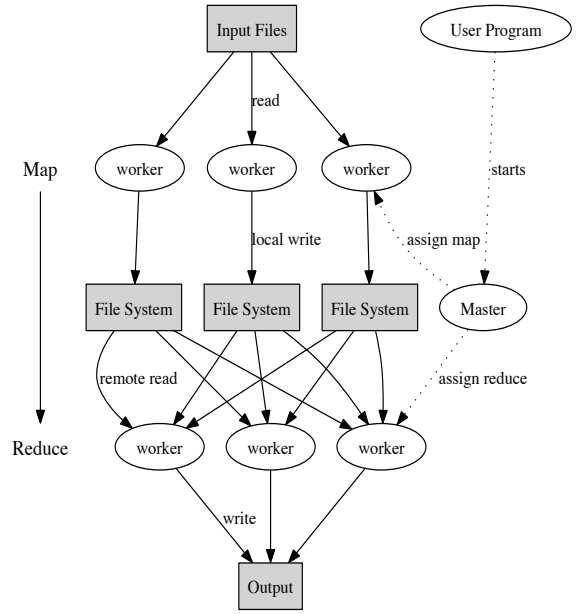 Input Files
User Program
read
Map
worker
worker
worker
starts
local write
assign map
File System
File System
File System
Master
remote read
assign reduce
Reduce
worker
worker
worker
write
Output